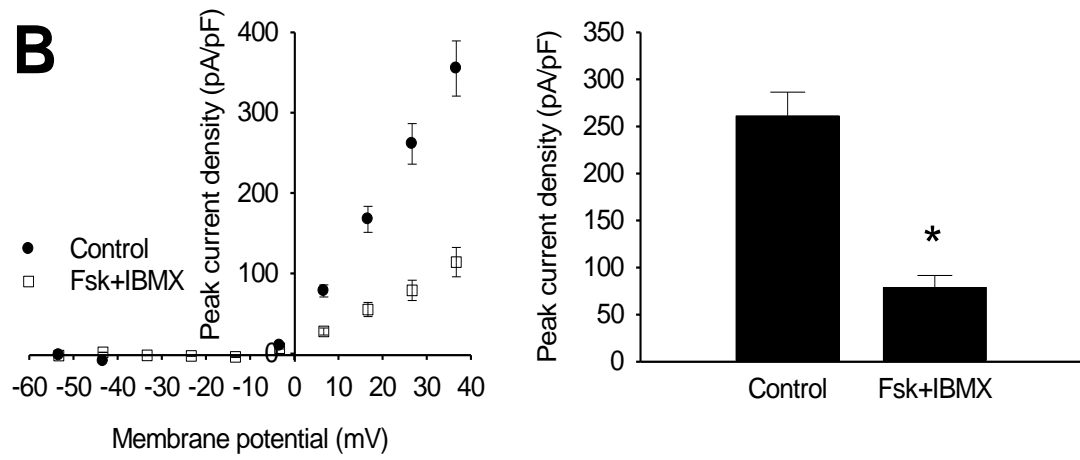 B
Peak current density (pA/pF)
400
300
200
100
0
Control
Fsk+IBMX
-60 -50 -40 -30 -20 -10 0 10 20 30 40
Membrane potential (mV)
Peak current density (pA/pF)
350
300
250
200
150
100
50
0
*
Control Fsk+IBMX